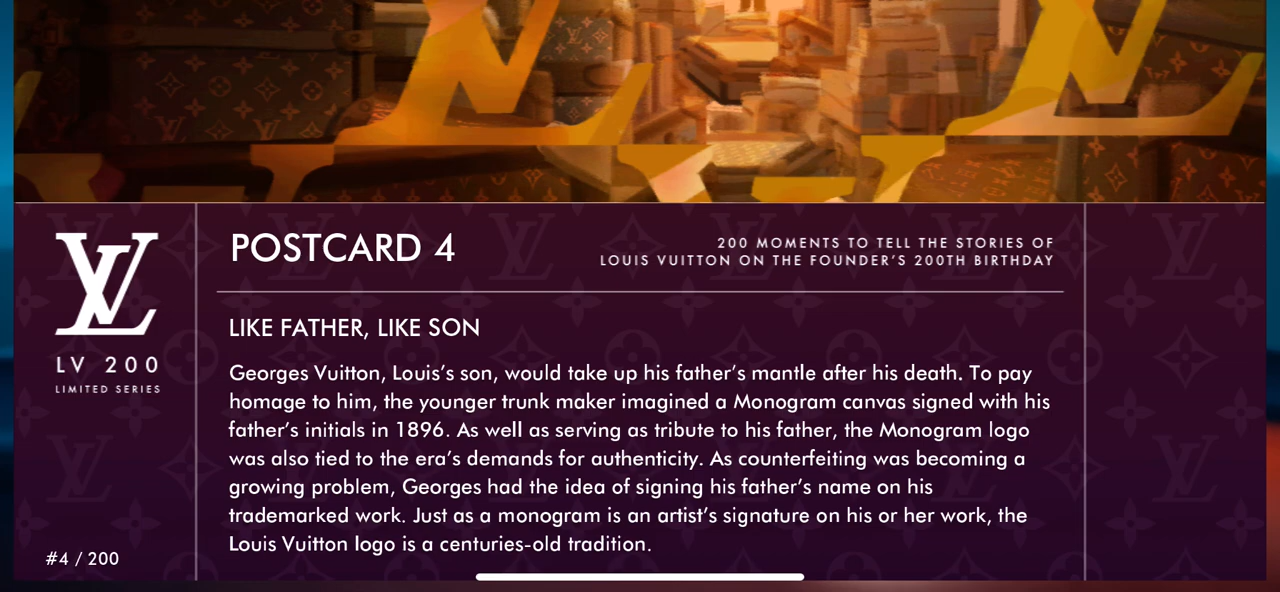 LV
LV 200
LIMITED SERIES
#4 / 200
POSTCARD 4
200 MOMENTS TO TELL THE STORIES OF
LOUIS VUITTON ON THE FOUNDER'S 200TH BIRTHDAY
LIKE FATHER, LIKE SON
Georges Vuitton, Louis's son, would take up his father's mantle after his death. To pay
homage to him, the younger trunk maker imagined a Monogram canvas signed with his
father's initials in 1896. As well as serving as tribute to his father, the Monogram logo
was also tied to the era's demands for authenticity. As counterfeiting was becoming a
growing problem, Georges had the idea of signing his father's name on his
trademarked work. Just as a monogram is an artist's signature on his or her work, the
Louis Vuitton logo is a centuries-old tradition.